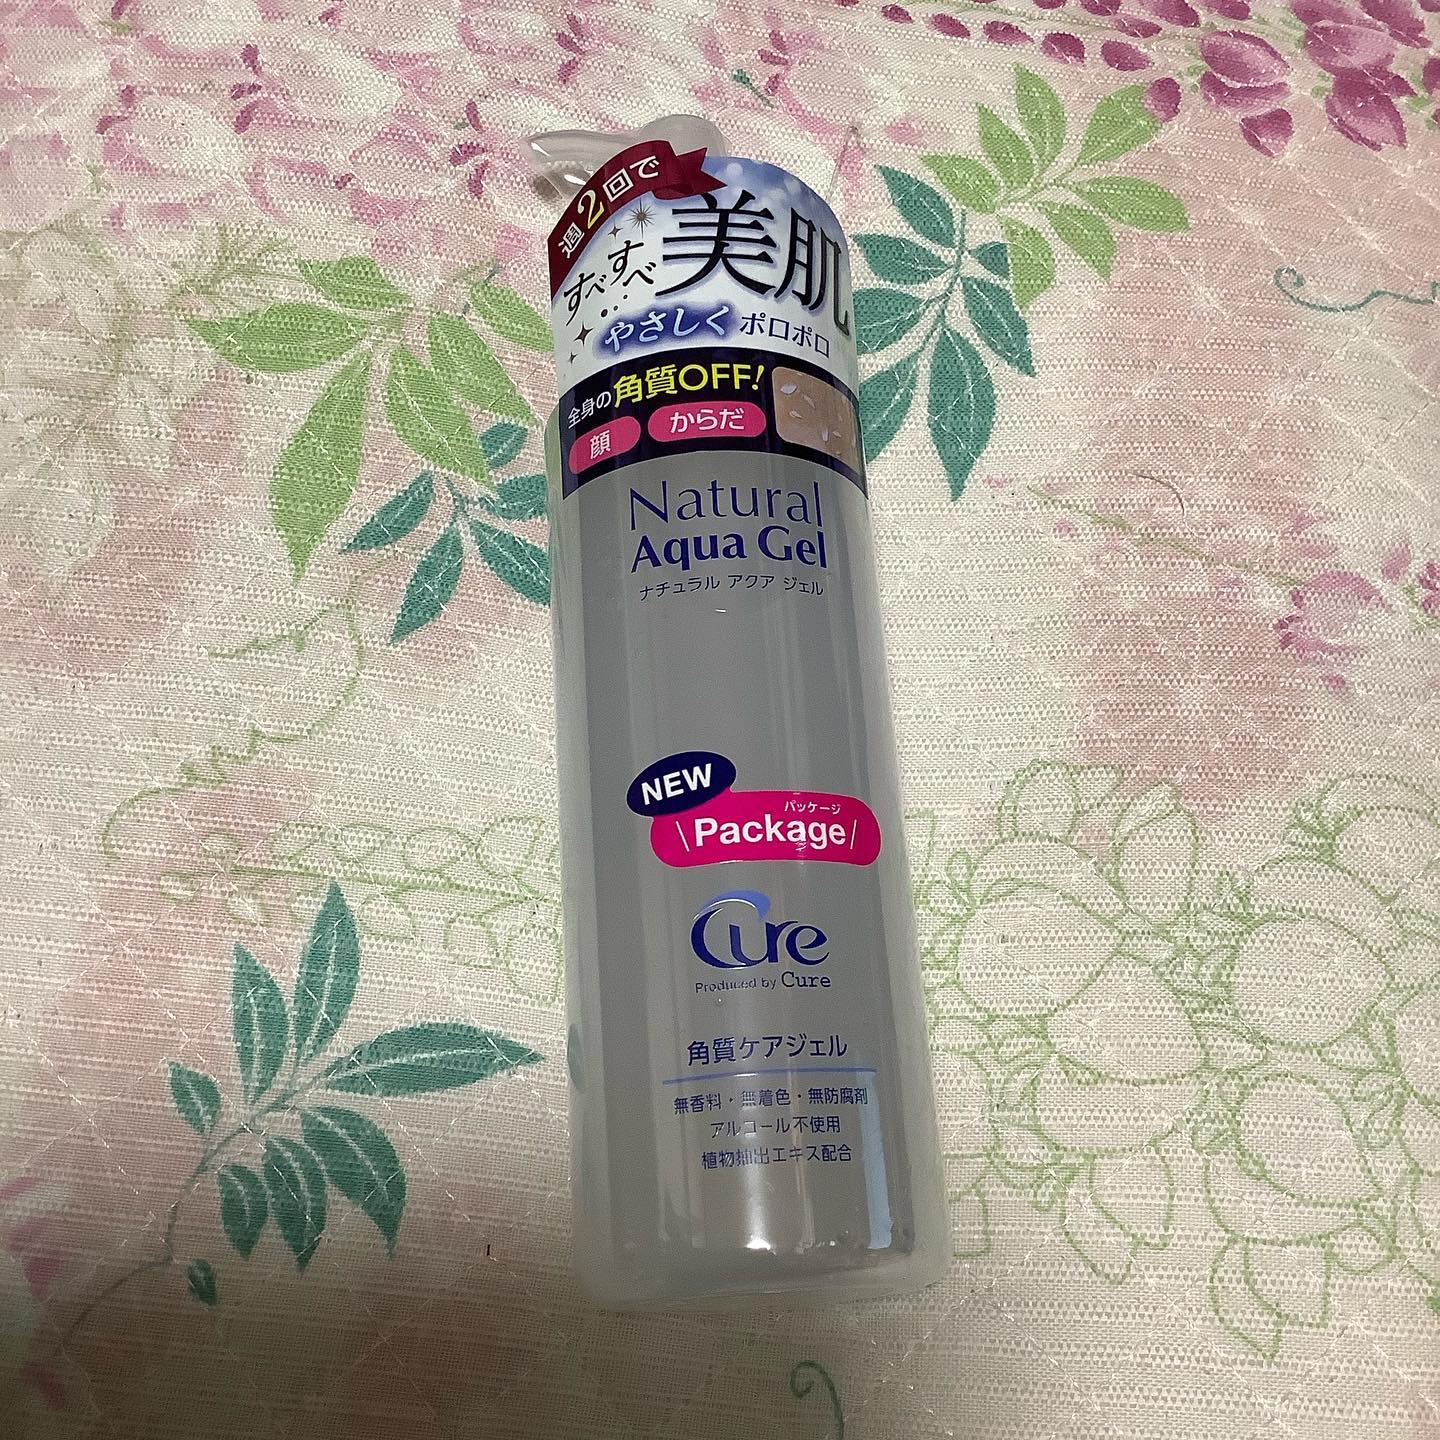 週2回で
すべすべ美肌
やさしくポロポロ
全身の角質OFF!
顔 からだ
Natural
Aqua Gel
ナチュラル アクア ジェル
NEW
パッケージ
\Package/
Cure
Produced by Cure
角質ケアジェル
無香料・無着色・無防腐剤
アルコール不使用
植物抽出エキス配合